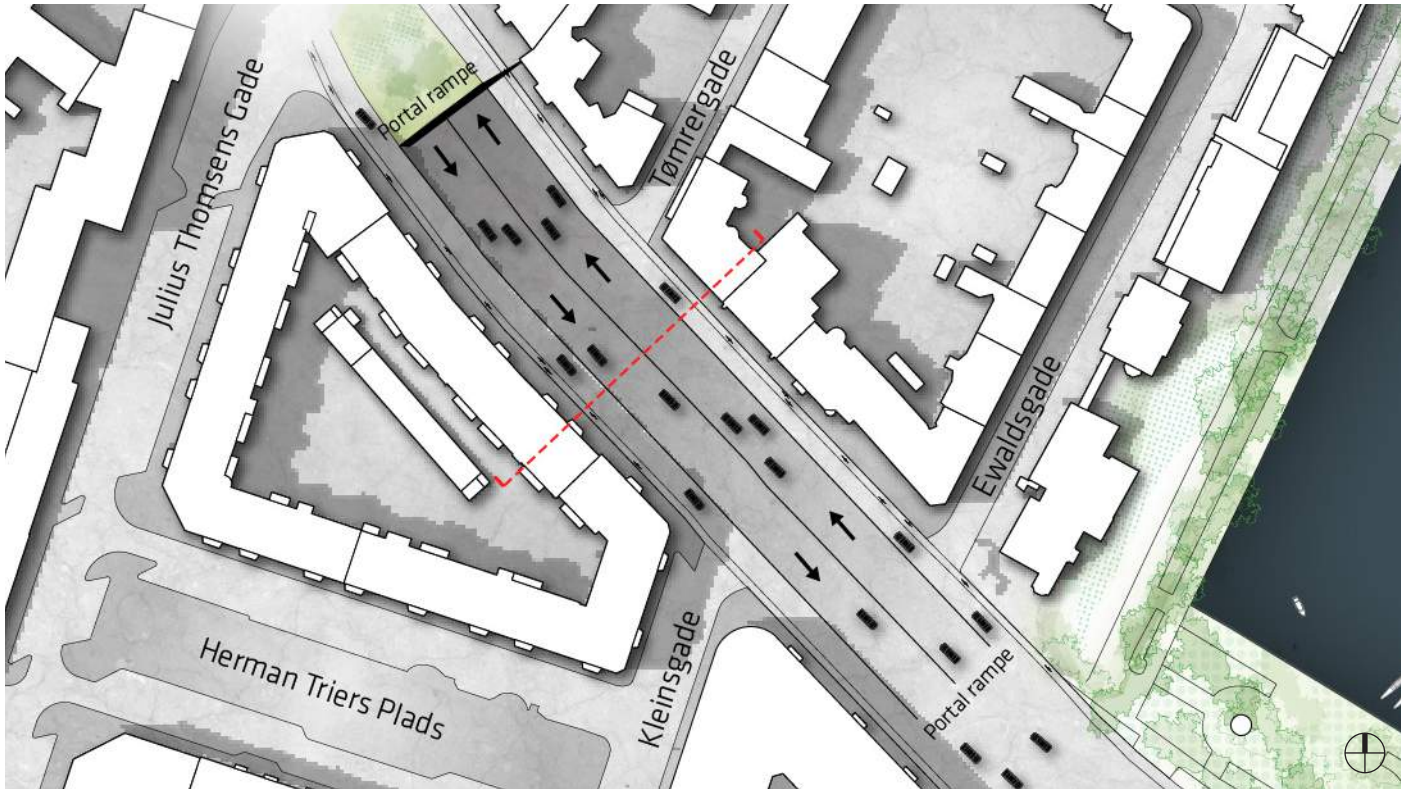 Portal rampe
Julius Thomsens Gade
Tømrergade
Ewaldsgade
Herman Triers Plads
Kleinsgade
Portal rampe